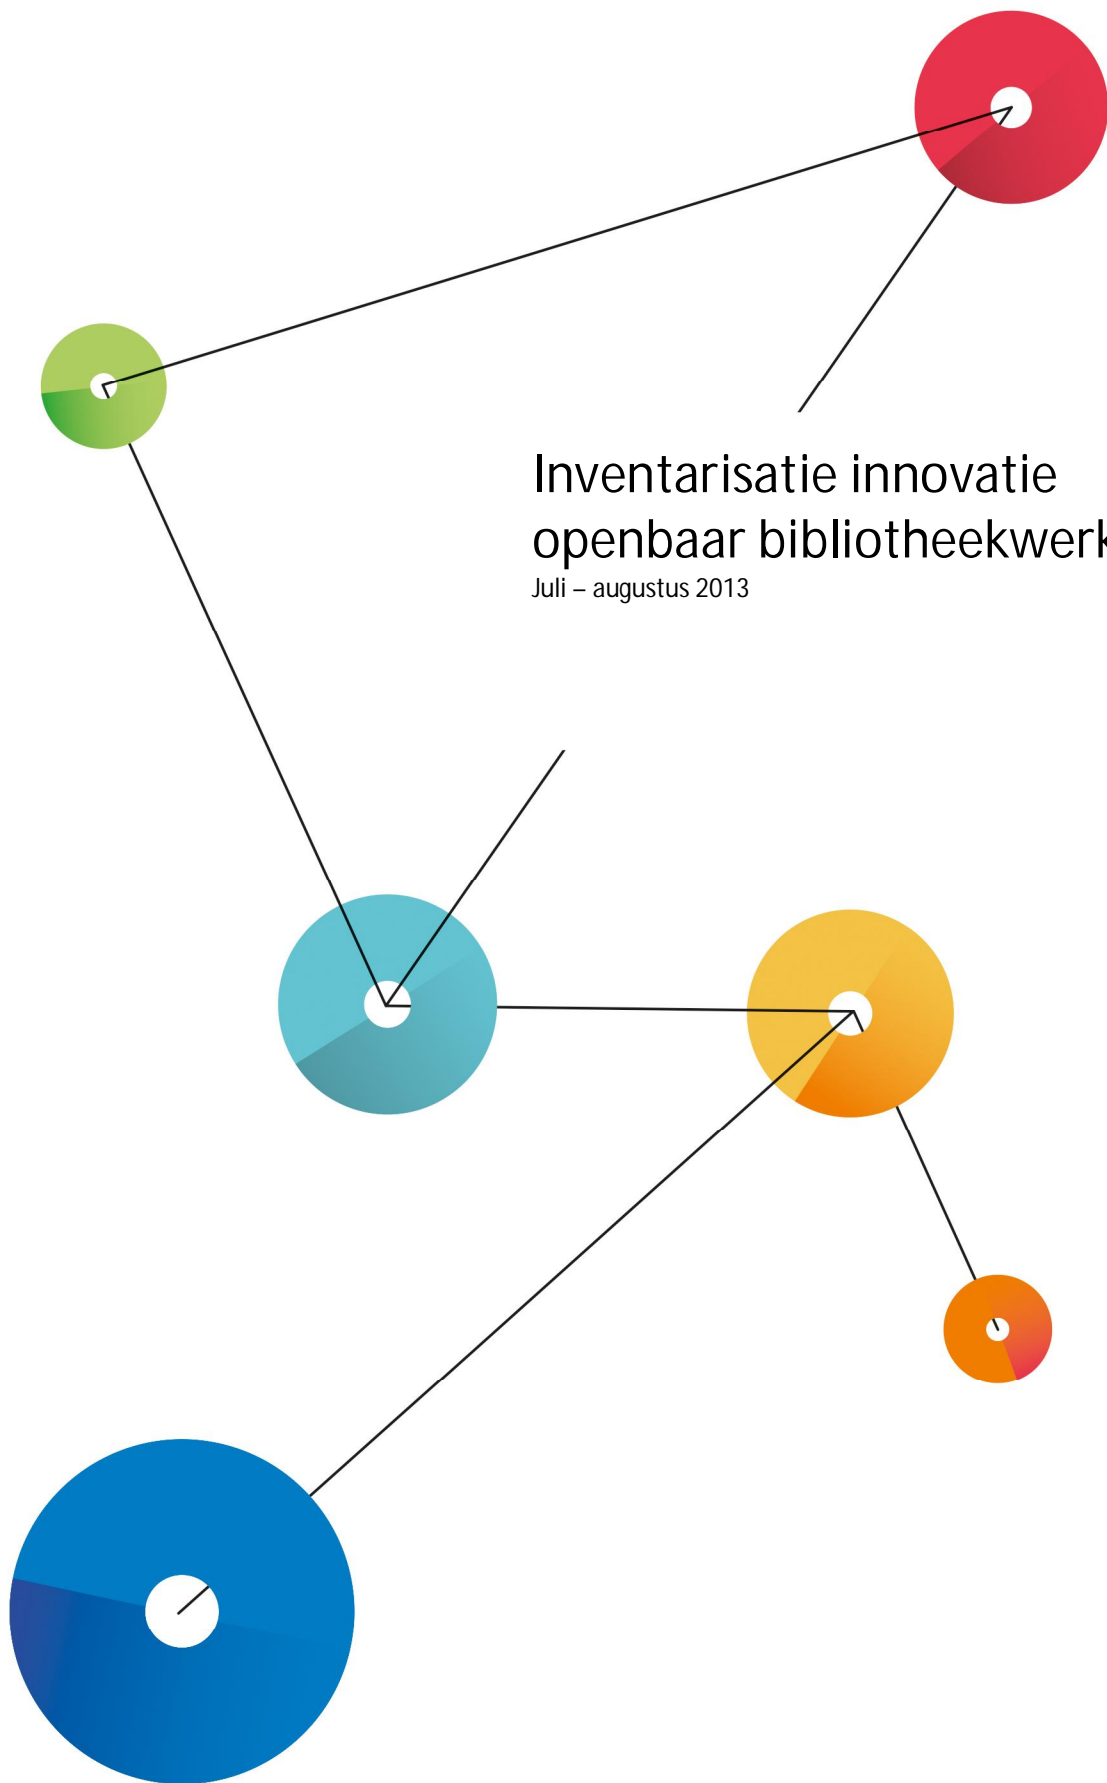 Inventarisatie innovatie
openbaar bibliotheekwerk
Juli – augustus 2013